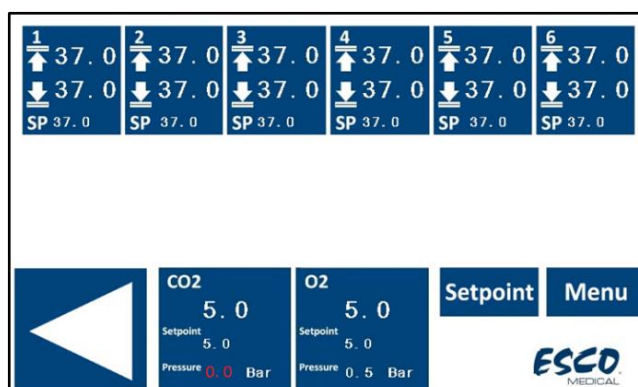 1 2 3 4 5 6
37.0 37.0 37.0 37.0 37.0 37.0
37.0 37.0 37.0 37.0 37.0 37.0
SP 37.0 SP 37.0 SP 37.0 SP 37.0 SP 37.0 SP 37.0
CO2
5.0
Setpoint
5.0
Pressure 0.0 Bar
O2
5.0
Setpoint
5.0
Pressure 0.5 Bar
Setpoint
Menu
ESCO
MEDICAL